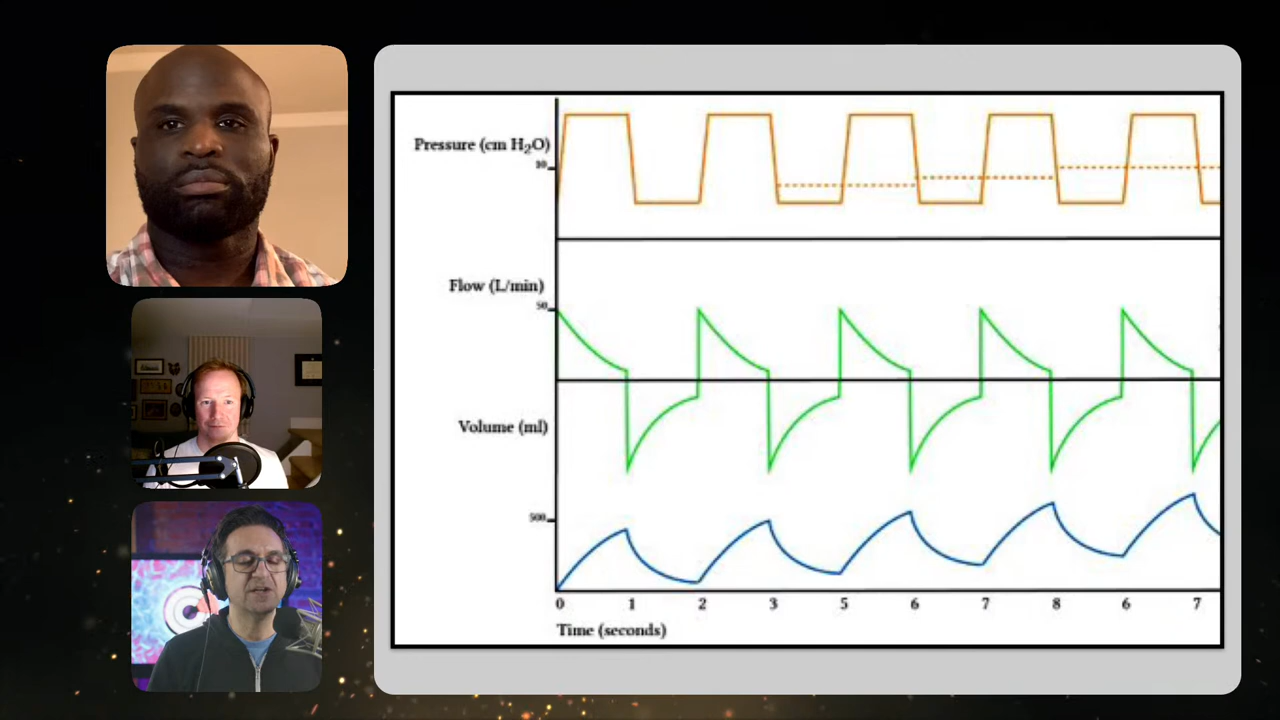 Pressure (cm H₂O)
Flow (L/min)
50
Volume (ml)
500
0 1 2 3 5 6 7 8 6 7
Time (seconds)